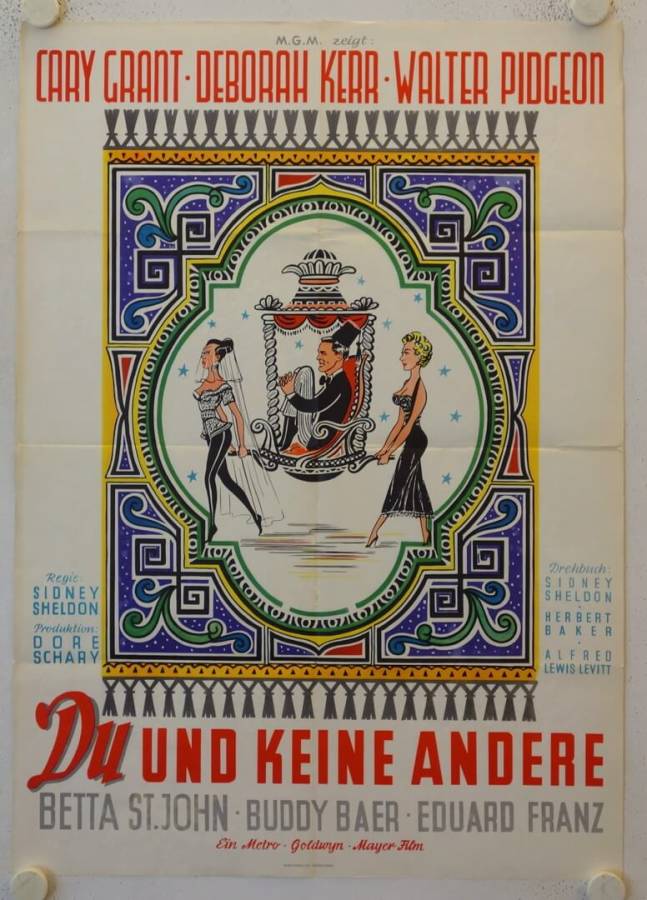 M.G.M. zeigt:
CARY GRANT · DEBORAH KERR · WALTER PIDGEON
Regie:
SIDNEY
SHELDON
Produktion:
DORE
SCHARY
Drehbuch:
SIDNEY
SHELDON
·
HERBERT
BAKER
·
ALFRED
LEWIS LEVITT
Du UND KEINE ANDERE
BETTA ST. JOHN · BUDDY BAER · EDUARD FRANZ
Ein Metro · Goldwyn · Mayer Film